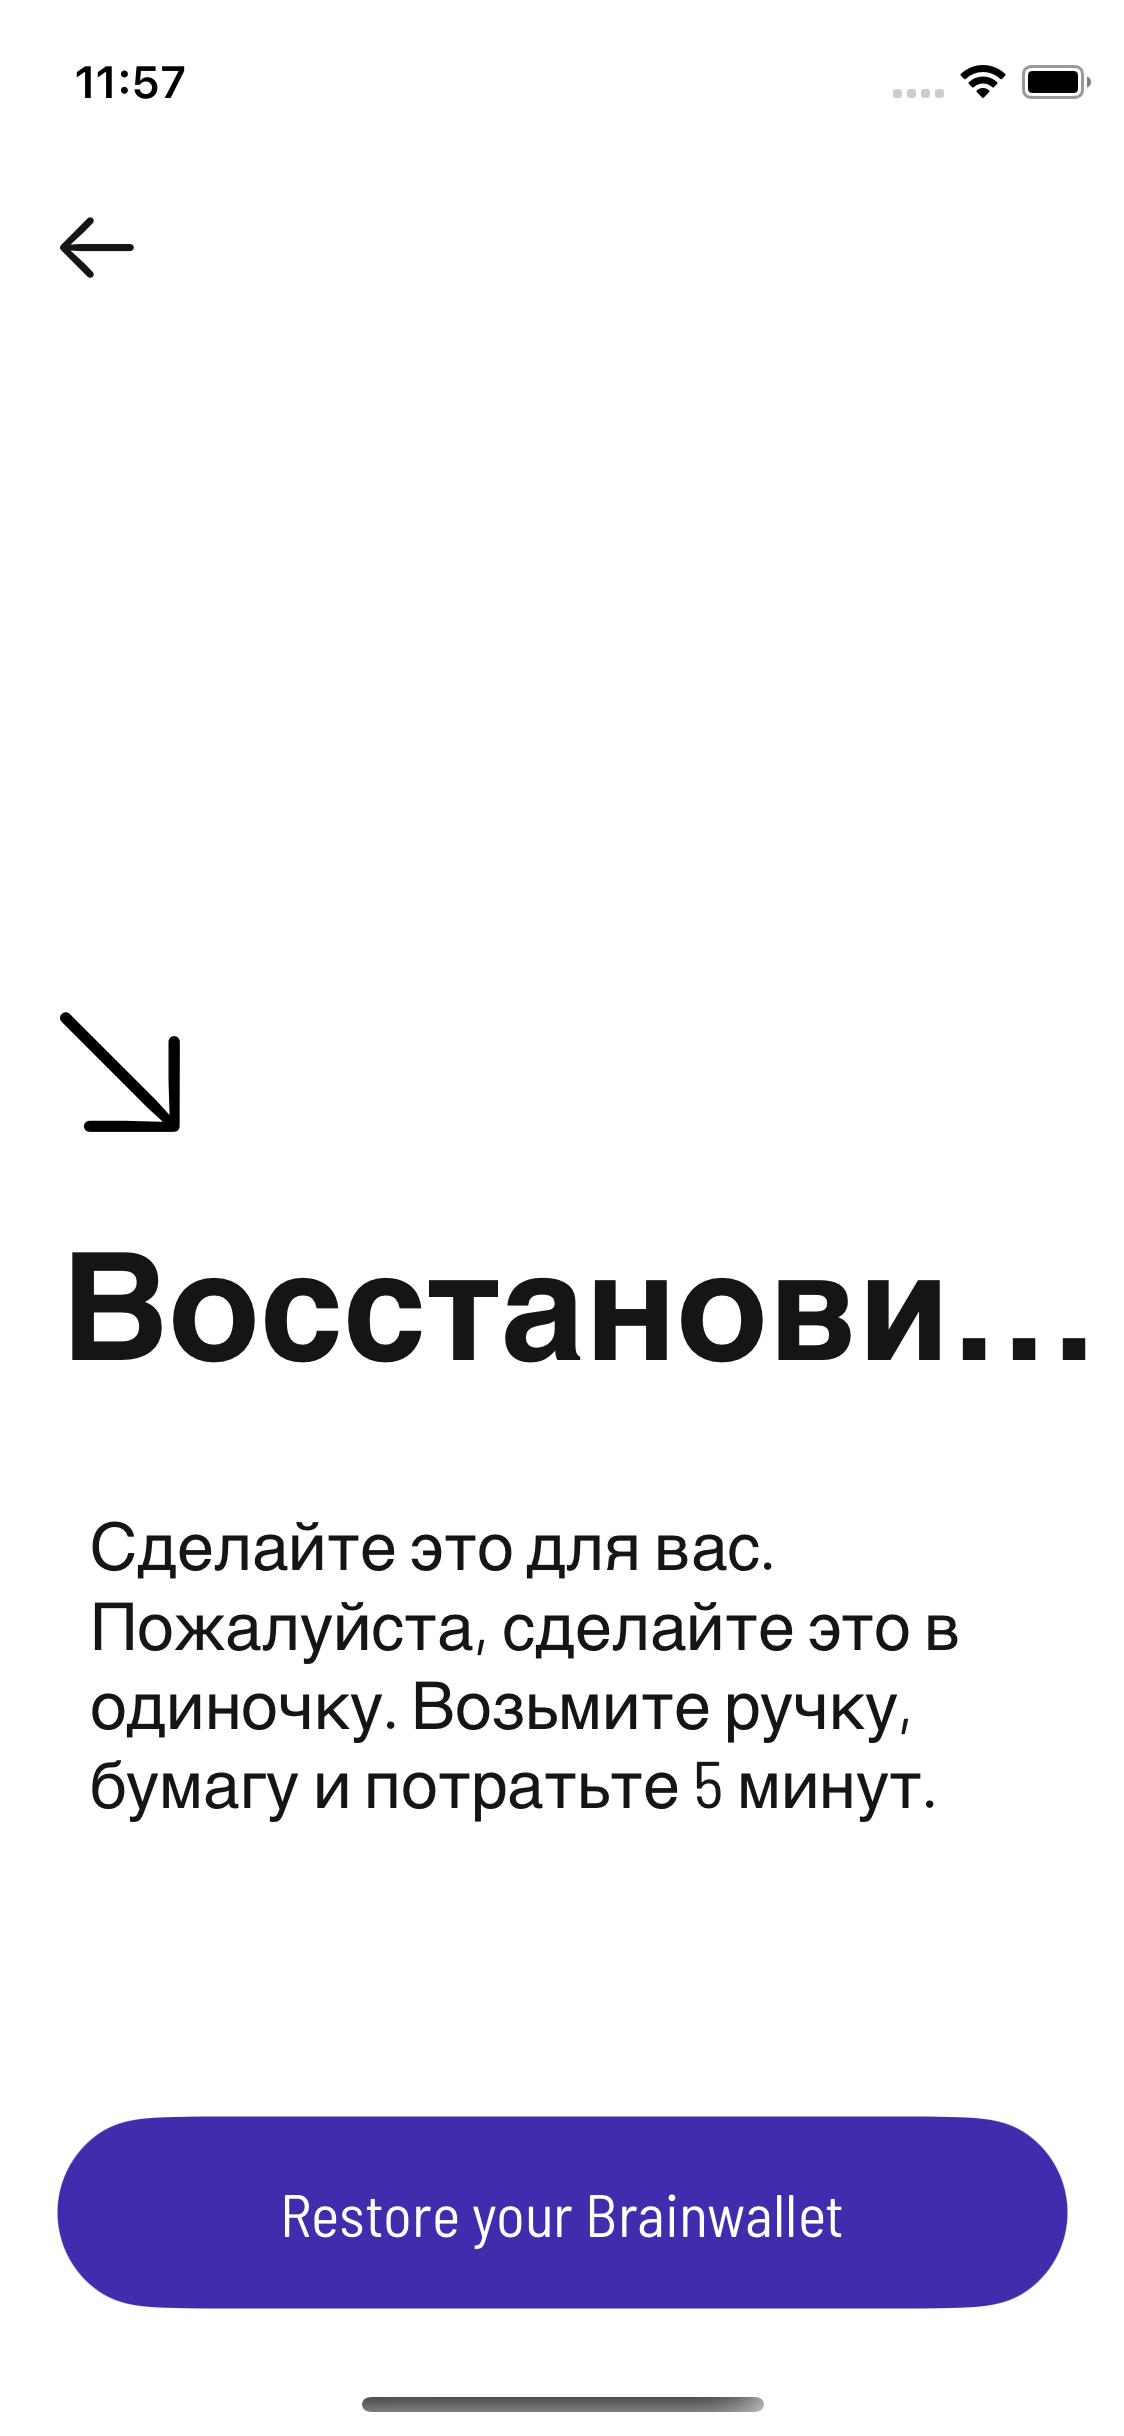 11:57
Восстанови...
Сделайте это для вас.
Пожалуйста, сделайте это в
одиночку. Возьмите ручку,
бумагу и потратьте 5 минут.
Restore your Brainwallet